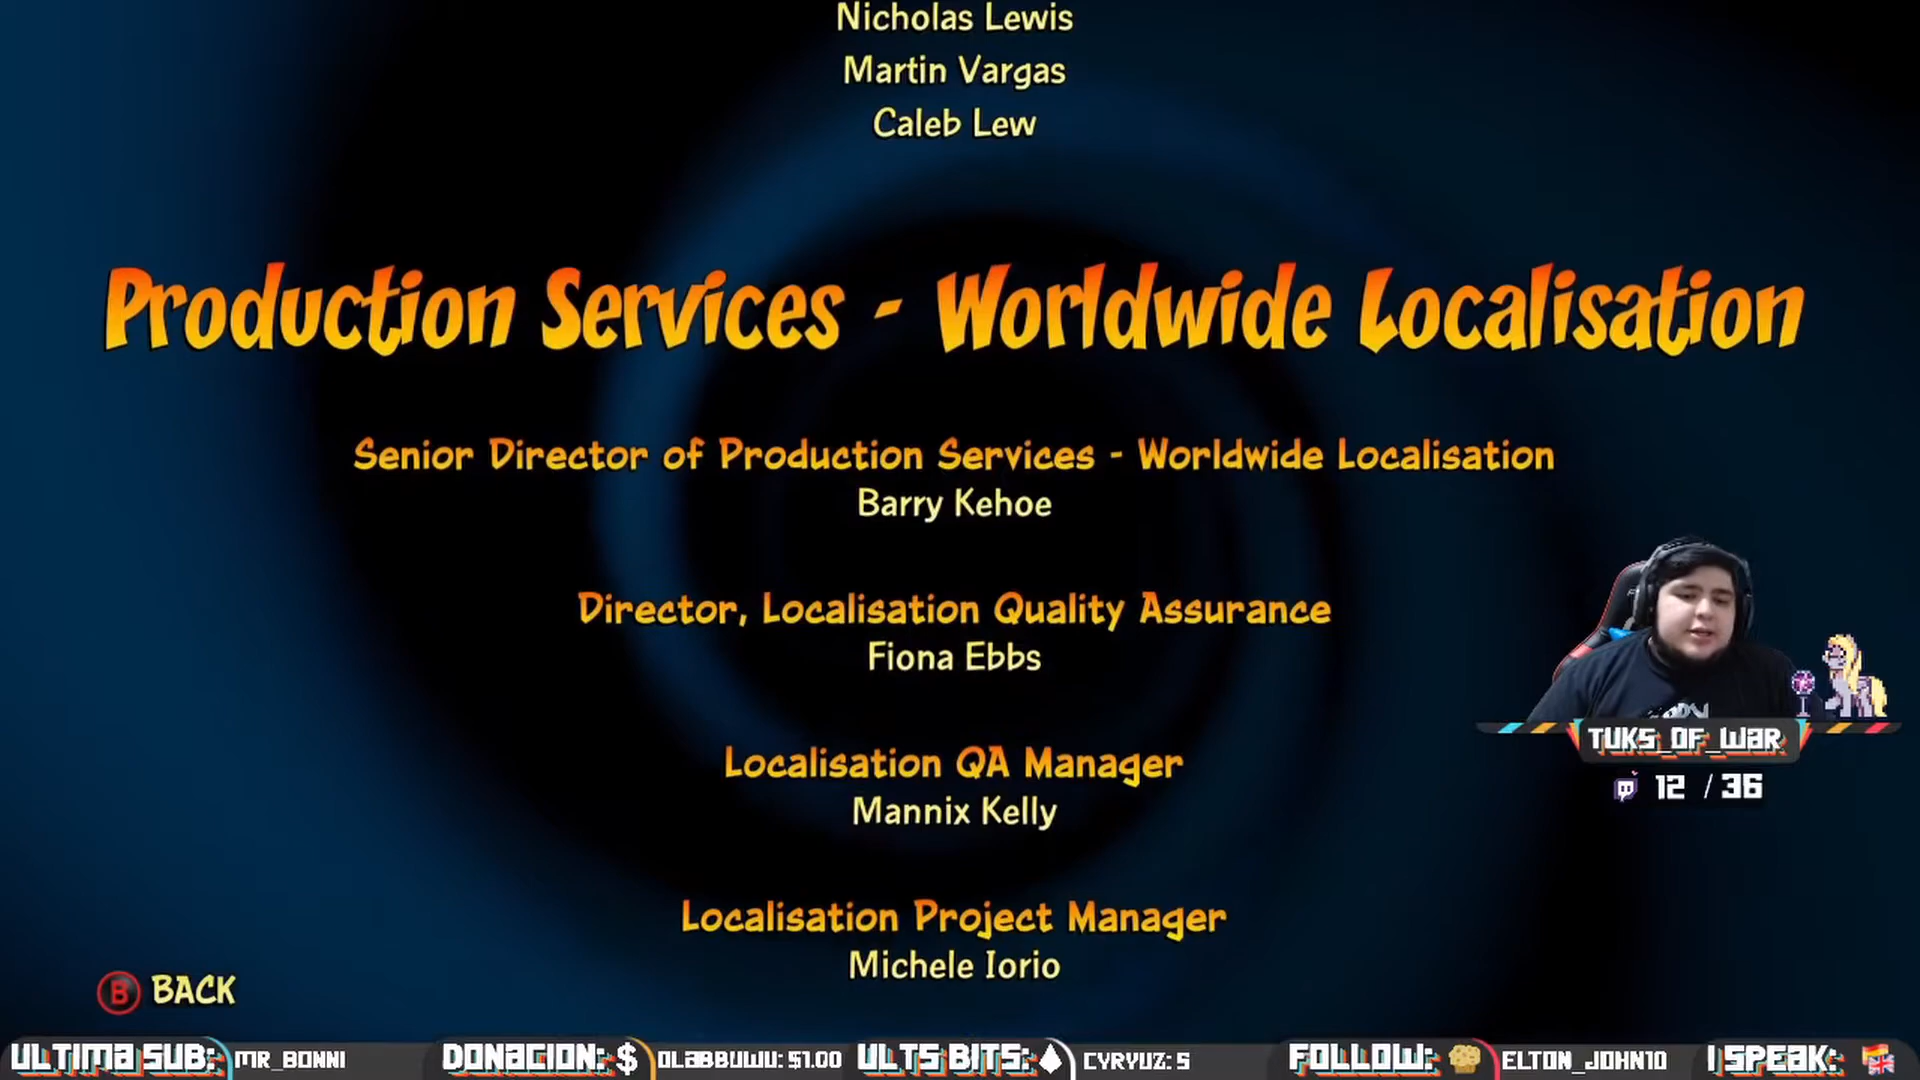 Nicholas Lewis
Martin Vargas
Caleb Lew
Production Services - Worldwide Localisation
Senior Director of Production Services - Worldwide Localisation
Barry Kehoe
Director, Localisation Quality Assurance
Fiona Ebbs
Localisation QA Manager
Mannix Kelly
Localisation Project Manager
Michele Iorio
TUKS_OF_WAR
12 / 36
B BACK
ULTIMA SUB: MR_BONNI DONACION: $ OLABBUWU: $1.00 ULTS BITS: CYRYUZ: 5 FOLLOW: ELTON_JOHN10 I SPEAK: